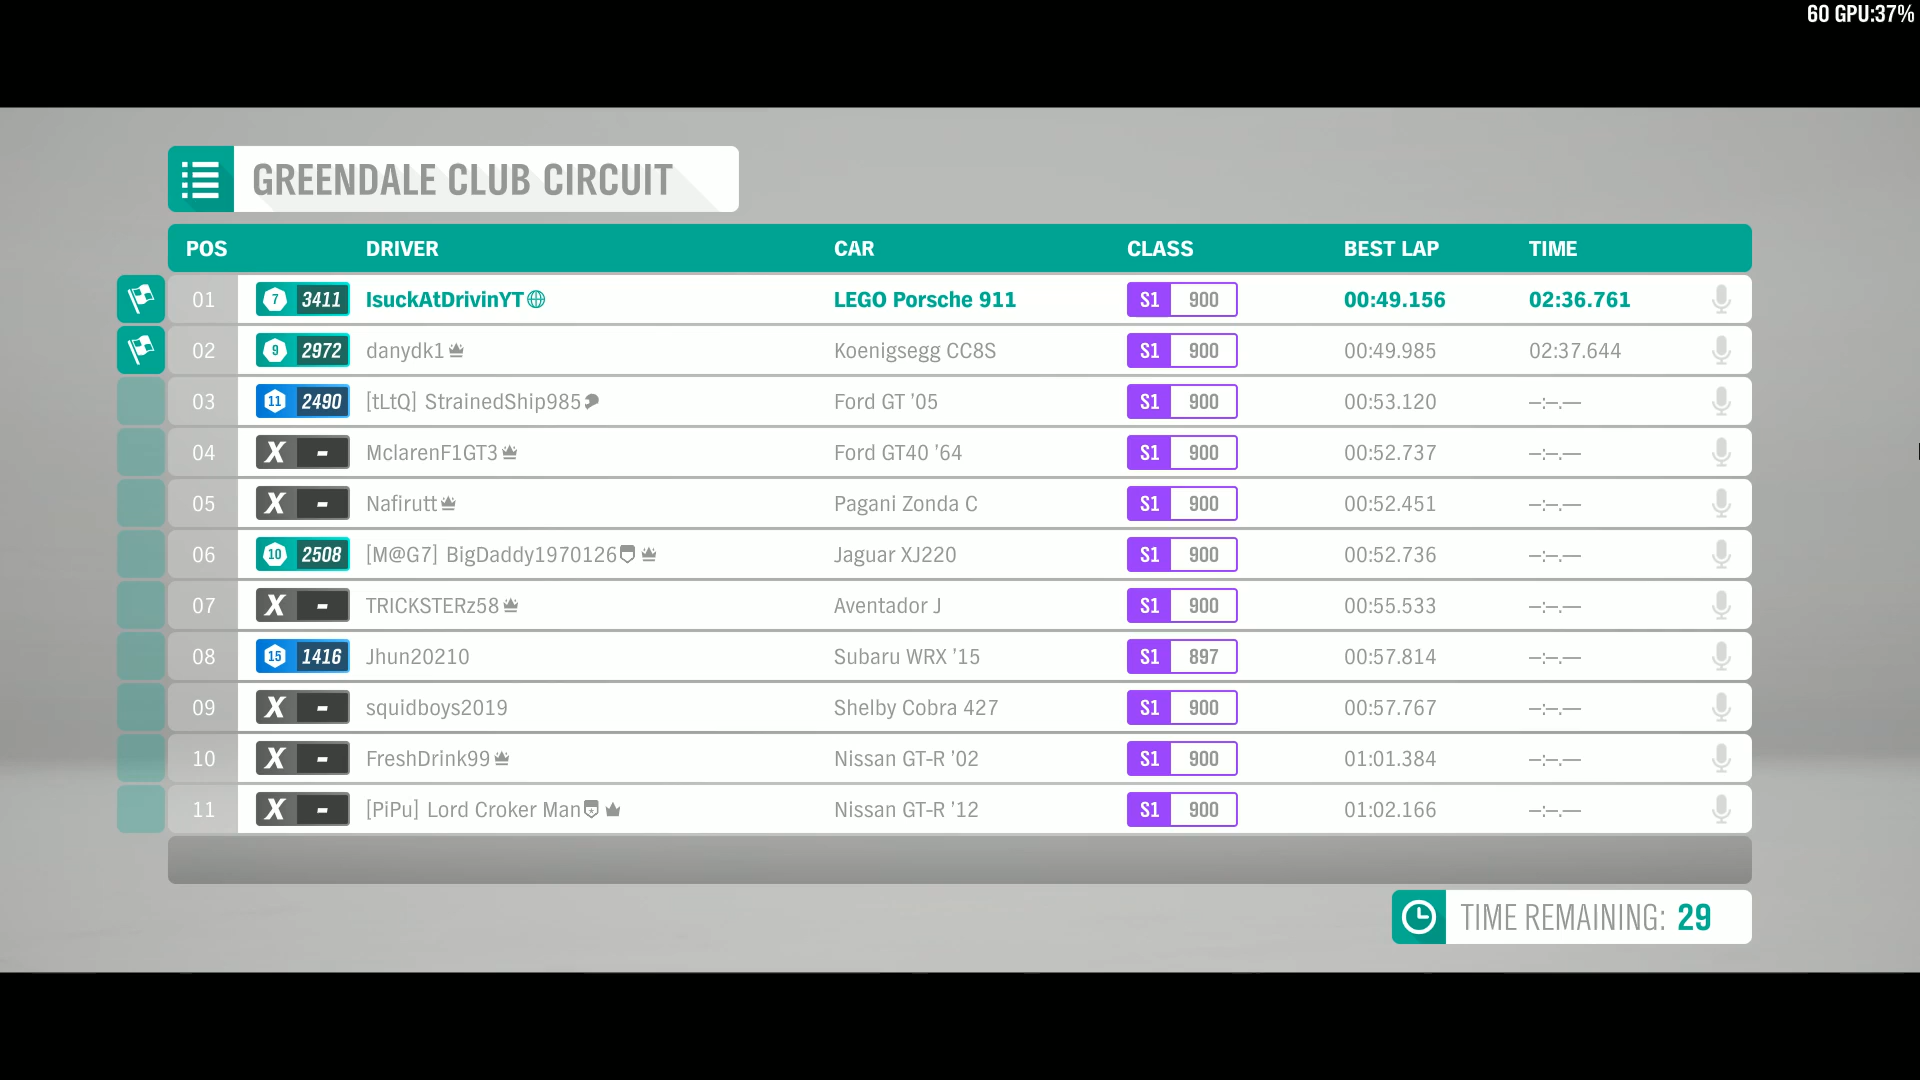 60 GPU:37%
GREENDALE CLUB CIRCUIT
POS DRIVER CAR CLASS BEST LAP TIME
01 7 3411 IsuckAtDrivinYT LEGO Porsche 911 S1 900 00:49.156 02:36.761
02 9 2972 danydk1 Koenigsegg CC8S S1 900 00:49.985 02:37.644
03 11 2490 [tLtQ] StrainedShip985 Ford GT '05 S1 900 00:53.120 –:–.—
04 X - MclarenF1GT3 Ford GT40 '64 S1 900 00:52.737 –:–.—
05 X - Nafirutt Pagani Zonda C S1 900 00:52.451 –:–.—
06 10 2508 [M@G7] BigDaddy1970126 Jaguar XJ220 S1 900 00:52.736 –:–.—
07 X - TRICKSTERz58 Aventador J S1 900 00:55.533 –:–.—
08 15 1416 Jhun20210 Subaru WRX '15 S1 897 00:57.814 –:–.—
09 X - squidboys2019 Shelby Cobra 427 S1 900 00:57.767 –:–.—
10 X - FreshDrink99 Nissan GT-R '02 S1 900 01:01.384 –:–.—
11 X - [PiPu] Lord Croker Man Nissan GT-R '12 S1 900 01:02.166 –:–.—
TIME REMAINING: 29